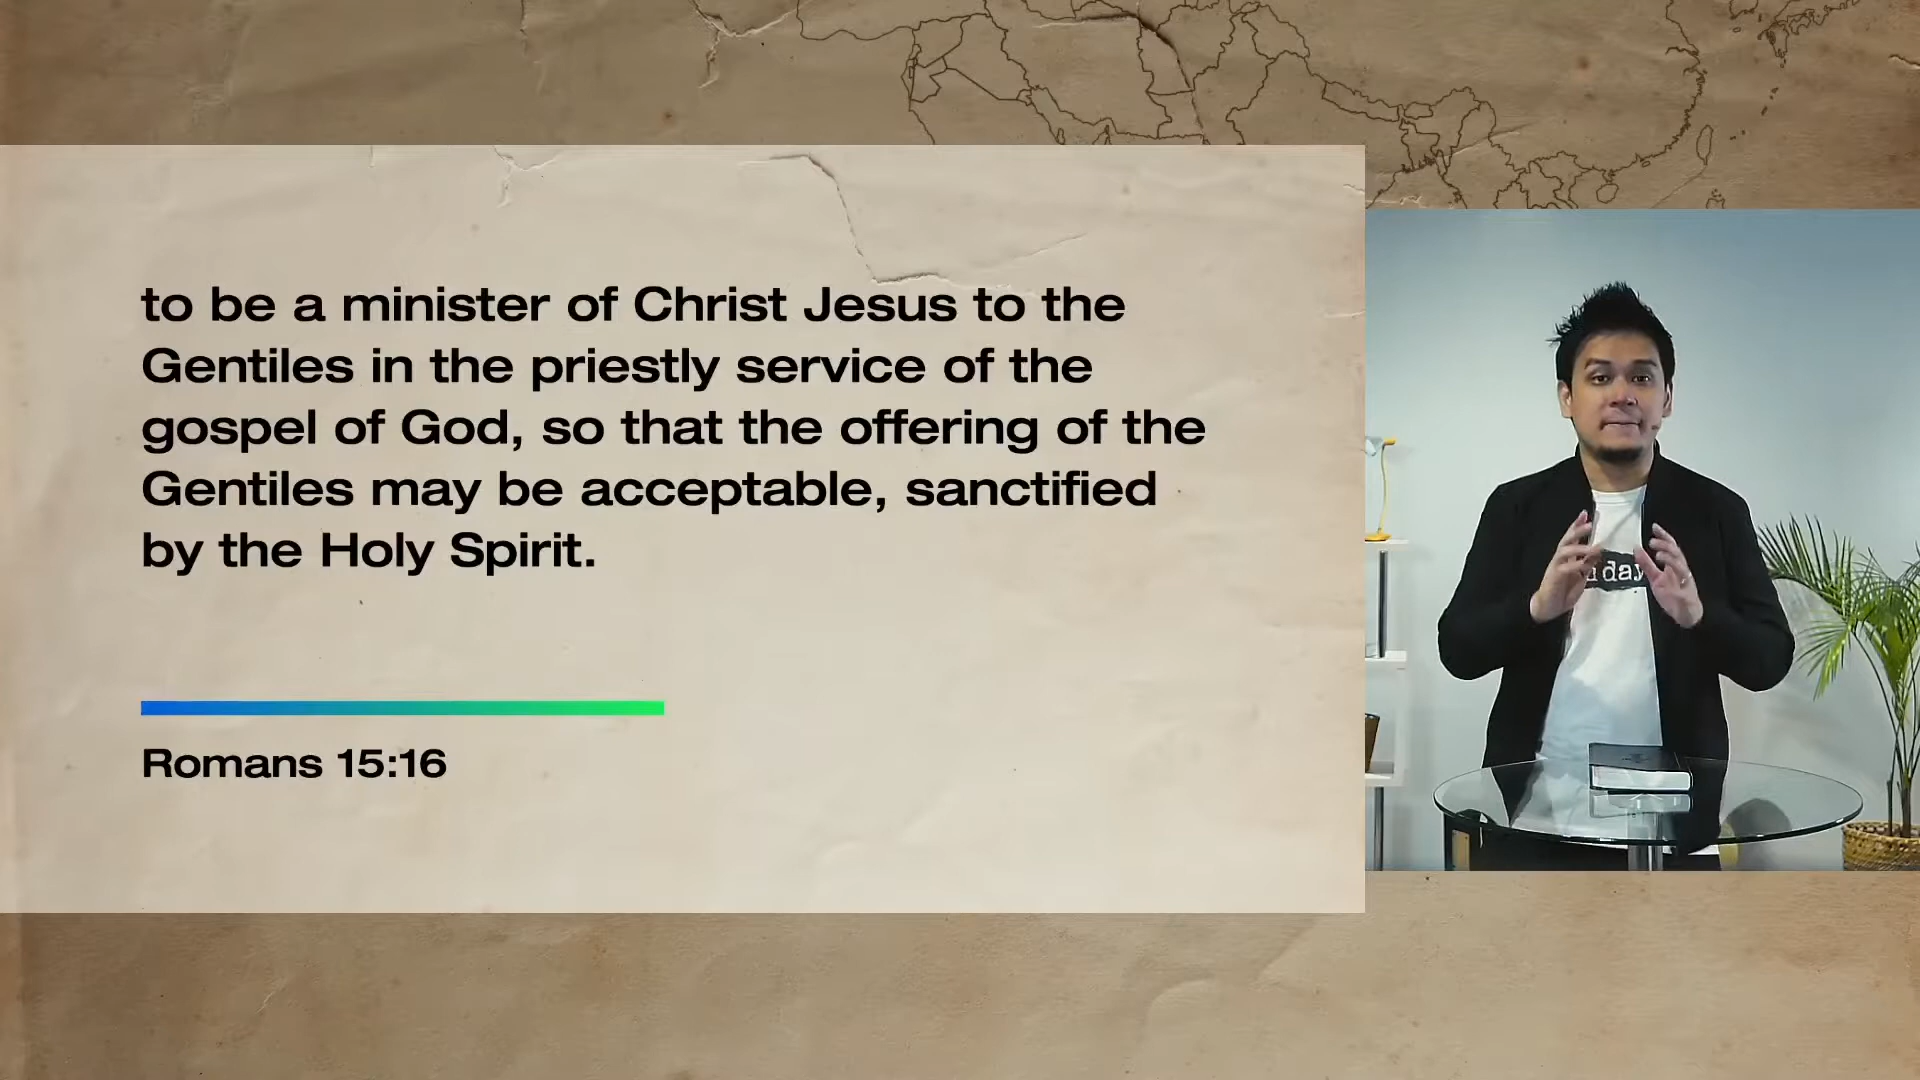 to be a minister of Christ Jesus to the
Gentiles in the priestly service of the
gospel of God, so that the offering of the
Gentiles may be acceptable, sanctified
by the Holy Spirit.
Romans 15:16
day